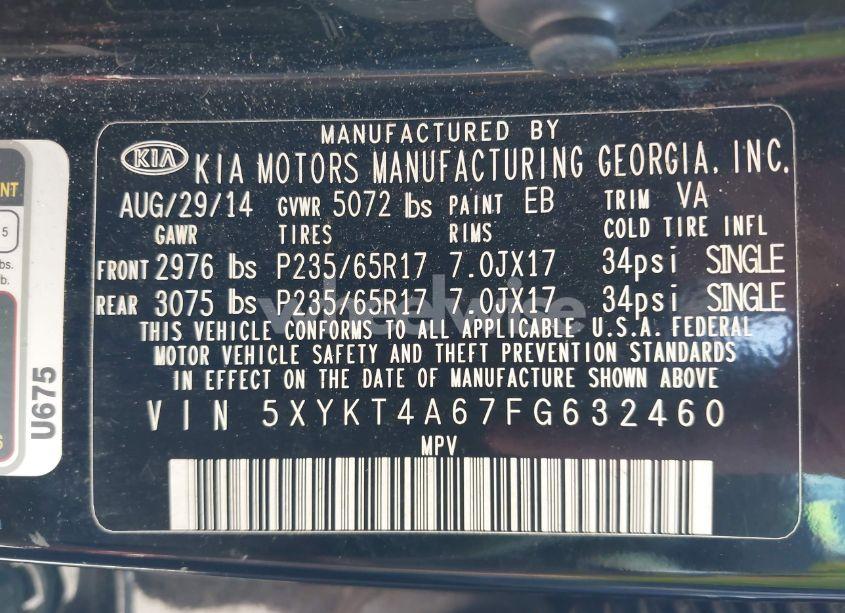 MANUFACTURED BY
KIA KIA MOTORS MANUFACTURING GEORGIA, INC.
AUG/29/14 GVWR 5072 lbs PAINT EB TRIM VA
GAWR TIRES RIMS COLD TIRE INFL
FRONT 2976 lbs P235/65R17 7.0JX17 34psi SINGLE
REAR 3075 lbs P235/65R17 7.0JX17 34psi SINGLE
THIS VEHICLE CONFORMS TO ALL APPLICABLE U.S.A. FEDERAL
MOTOR VEHICLE SAFETY AND THEFT PREVENTION STANDARDS
IN EFFECT ON THE DATE OF MANUFACTURE SHOWN ABOVE
VIN 5XYKT4A67FG632460
MPV
U675